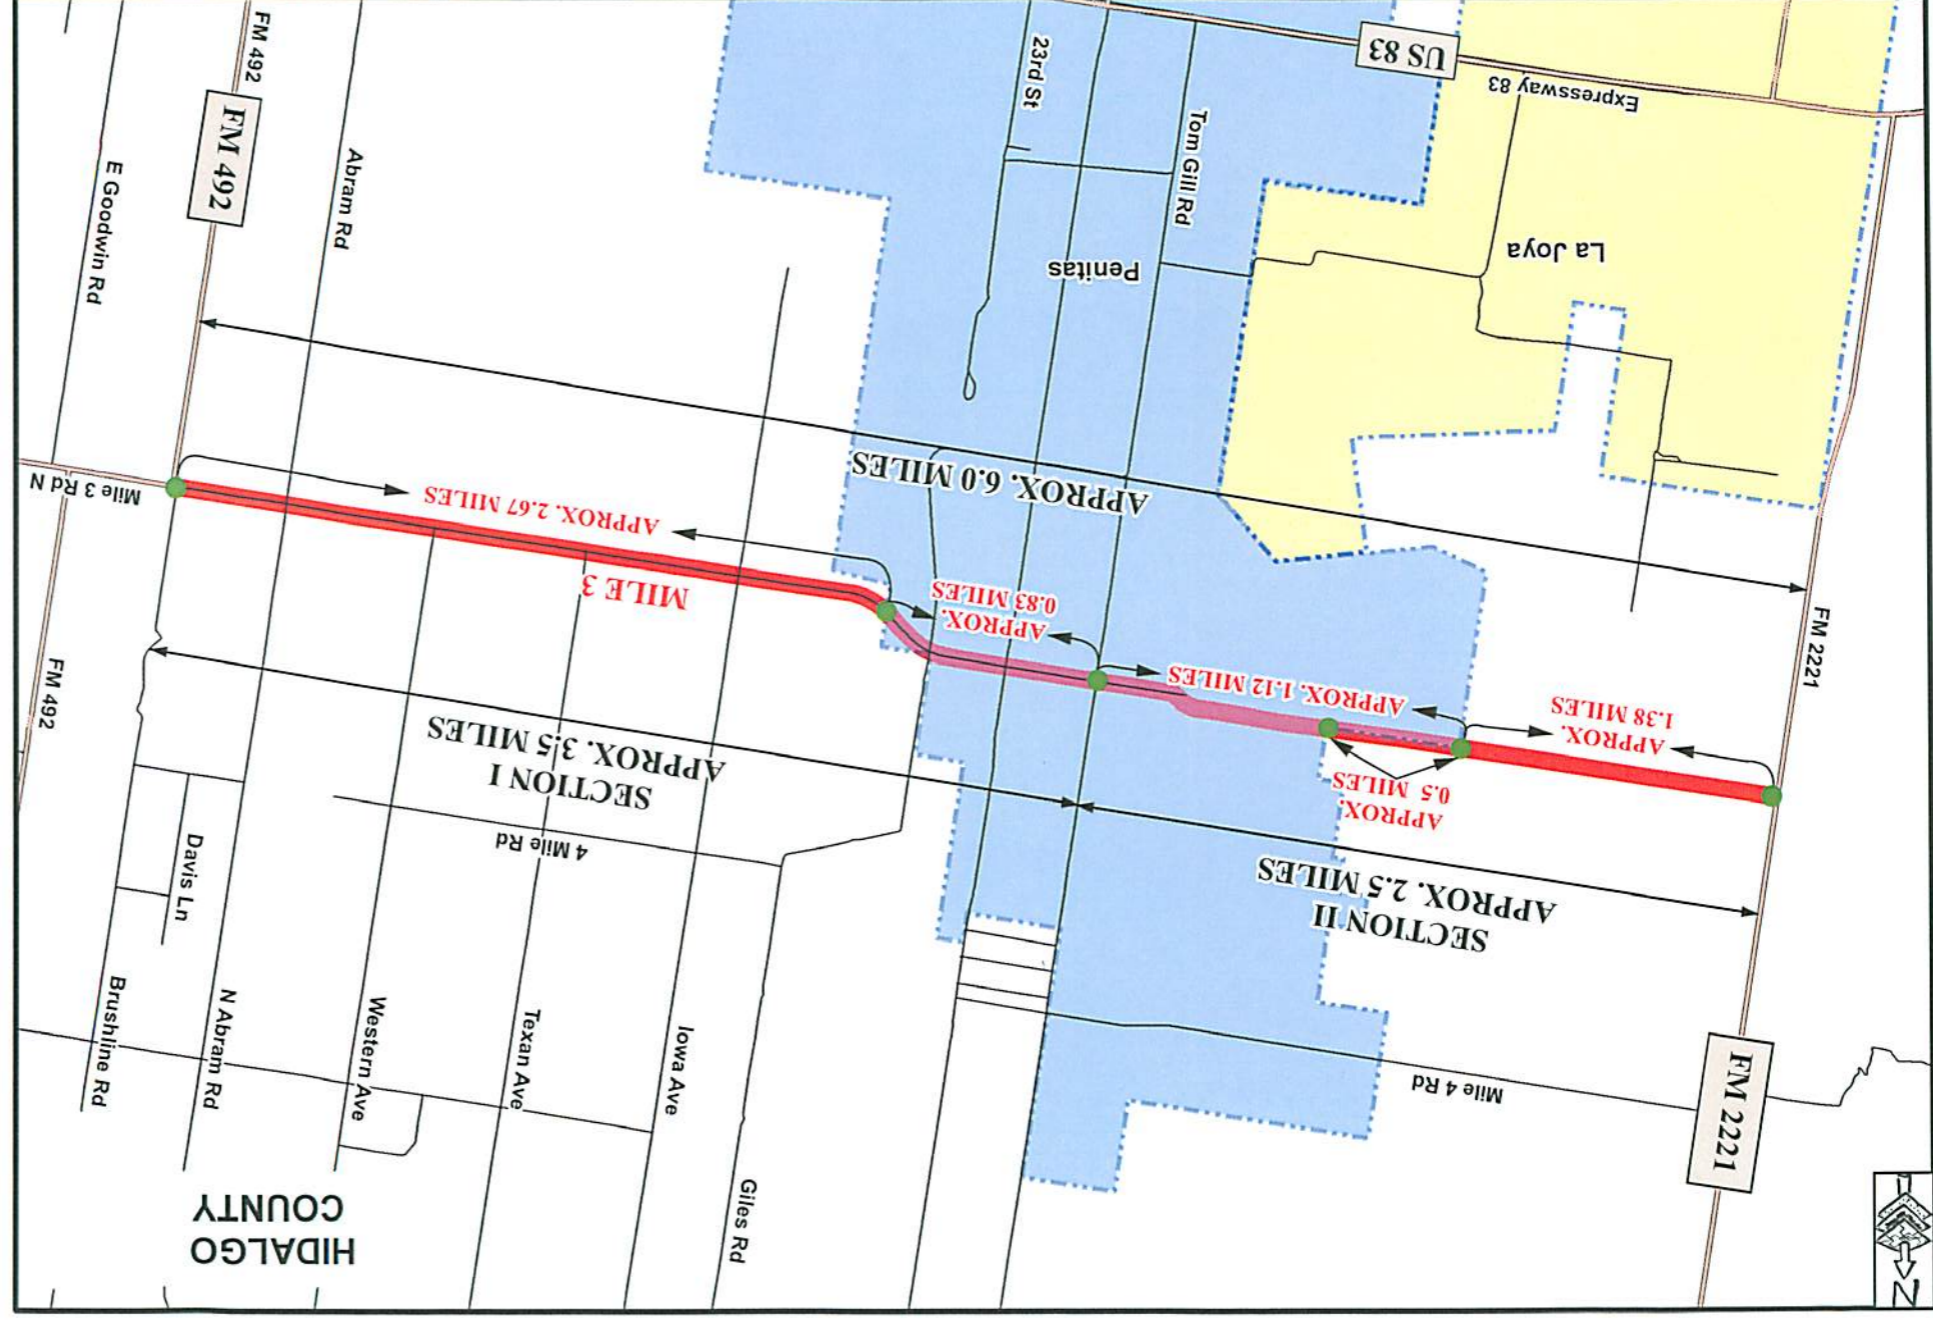 N
HIDALGO
COUNTY
FM 2221
Giles Rd
Iowa Ave
Texan Ave
Western Ave
N Abram Rd
Brushline Rd
Mile 4 Rd
SECTION II
APPROX. 2.5 MILES
Davis Ln
4 Mile Rd
SECTION I
APPROX. 3.5 MILES
APPROX.
0.5 MILES
APPROX.
1.38 MILES
APPROX. 1.12 MILES
FM 2221
FM 492
APPROX.
0.83 MILES
MILE 3
APPROX. 2.67 MILES
Mile 3 Rd N
APPROX. 6.0 MILES
La Joya
Penitas
Abram Rd
E Goodwin Rd
Tom Gill Rd
FM 492
Expressway 83
23rd St
US 83
FM 492